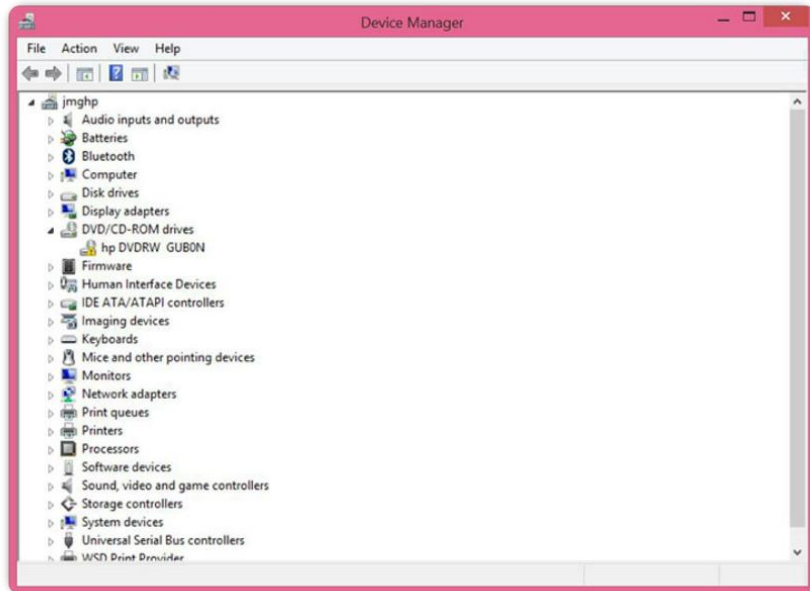 Device Manager
File Action View Help
jmghp
Audio inputs and outputs
Batteries
Bluetooth
Computer
Disk drives
Display adapters
DVD/CD-ROM drives
hp DVDRW GUB0N
Firmware
Human Interface Devices
IDE ATA/ATAPI controllers
Imaging devices
Keyboards
Mice and other pointing devices
Monitors
Network adapters
Print queues
Printers
Processors
Software devices
Sound, video and game controllers
Storage controllers
System devices
Universal Serial Bus controllers
WSD Print Provider